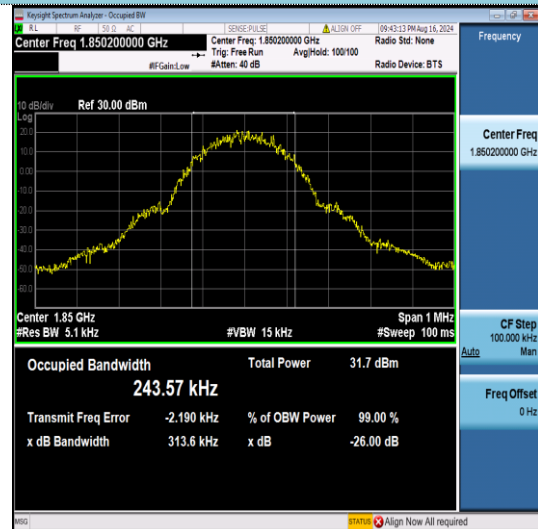 Keysight Spectrum Analyzer - Occupied BW
RL RF 50 Ω AC SENSE:PULSE ALIGN OFF 09:43:13 PM Aug 16, 2024
Center Freq 1.850200000 GHz Center Freq: 1.850200000 GHz Radio Std: None
Trig: Free Run Avg|Hold: 100/100
#IFGain:Low #Atten: 40 dB Radio Device: BTS
10 dB/div Ref 30.00 dBm
Log
20.0
10.0
0.00
-10.0
-20.0
-30.0
-40.0
-50.0
-60.0
Center 1.85 GHz Span 1 MHz
#Res BW 5.1 kHz #VBW 15 kHz #Sweep 100 ms
Occupied Bandwidth Total Power 31.7 dBm
243.57 kHz
Transmit Freq Error -2.190 kHz % of OBW Power 99.00 %
x dB Bandwidth 313.6 kHz x dB -26.00 dB
MSG STATUS Align Now All required
Frequency
Center Freq
1.850200000 GHz
CF Step
100.000 kHz
Auto Man
Freq Offset
0 Hz